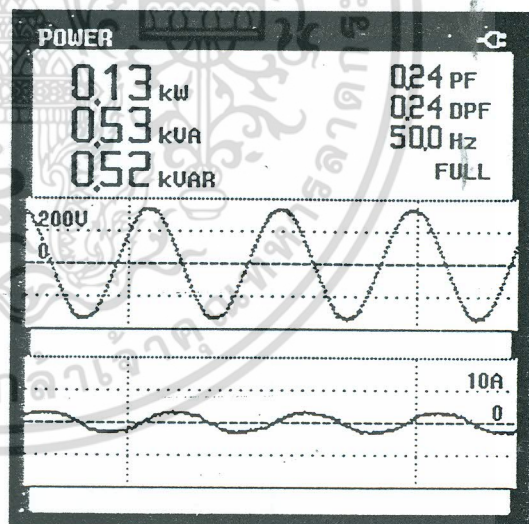 POWER
0.13 kW
0.53 kVA
0.52 kVAR
0.24 PF
0.24 DPF
50.0 Hz
FULL
200V
0
10A
0